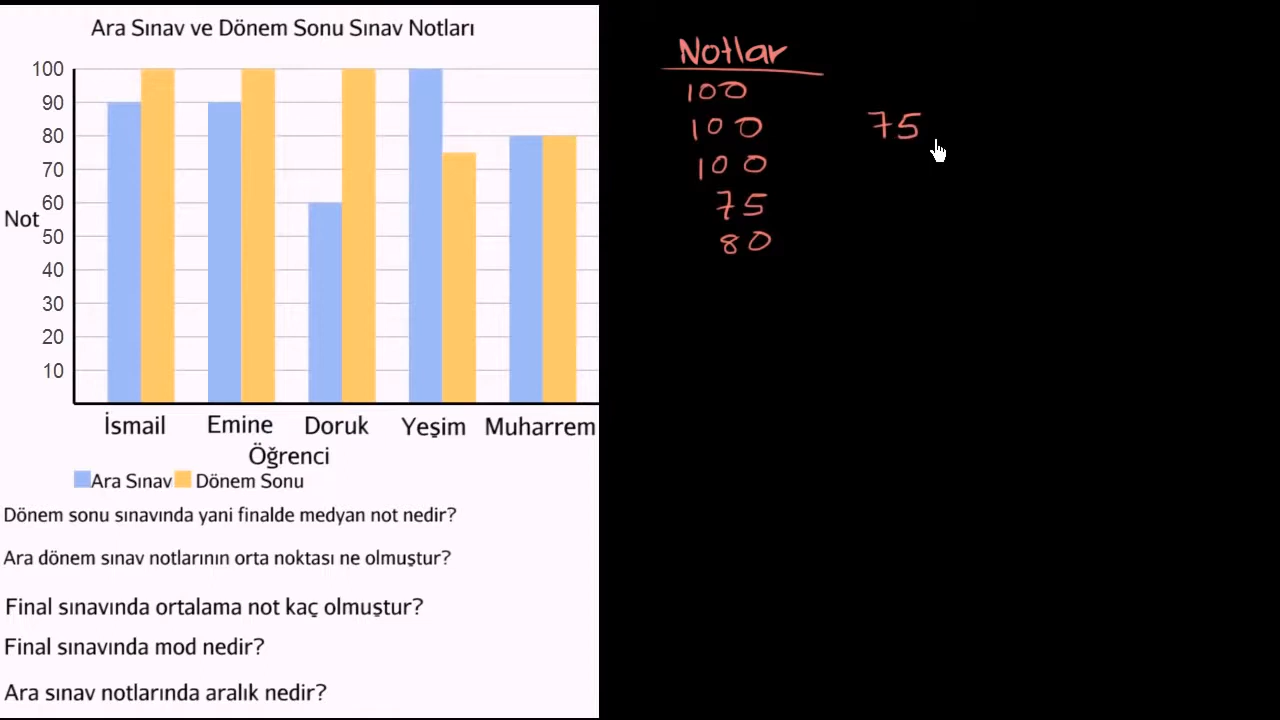 Ara Sınav ve Dönem Sonu Sınav Notları
100
90
80
70
60
50
40
30
20
10
Not
İsmail Emine Doruk Yeşim Muharrem
Öğrenci
Ara Sınav Dönem Sonu
Dönem sonu sınavında yani finalde medyan not nedir?
Ara dönem sınav notlarının orta noktası ne olmuştur?
Final sınavında ortalama not kaç olmuştur?
Final sınavında mod nedir?
Ara sınav notlarında aralık nedir?
Notlar
100
100
100
75
80
75